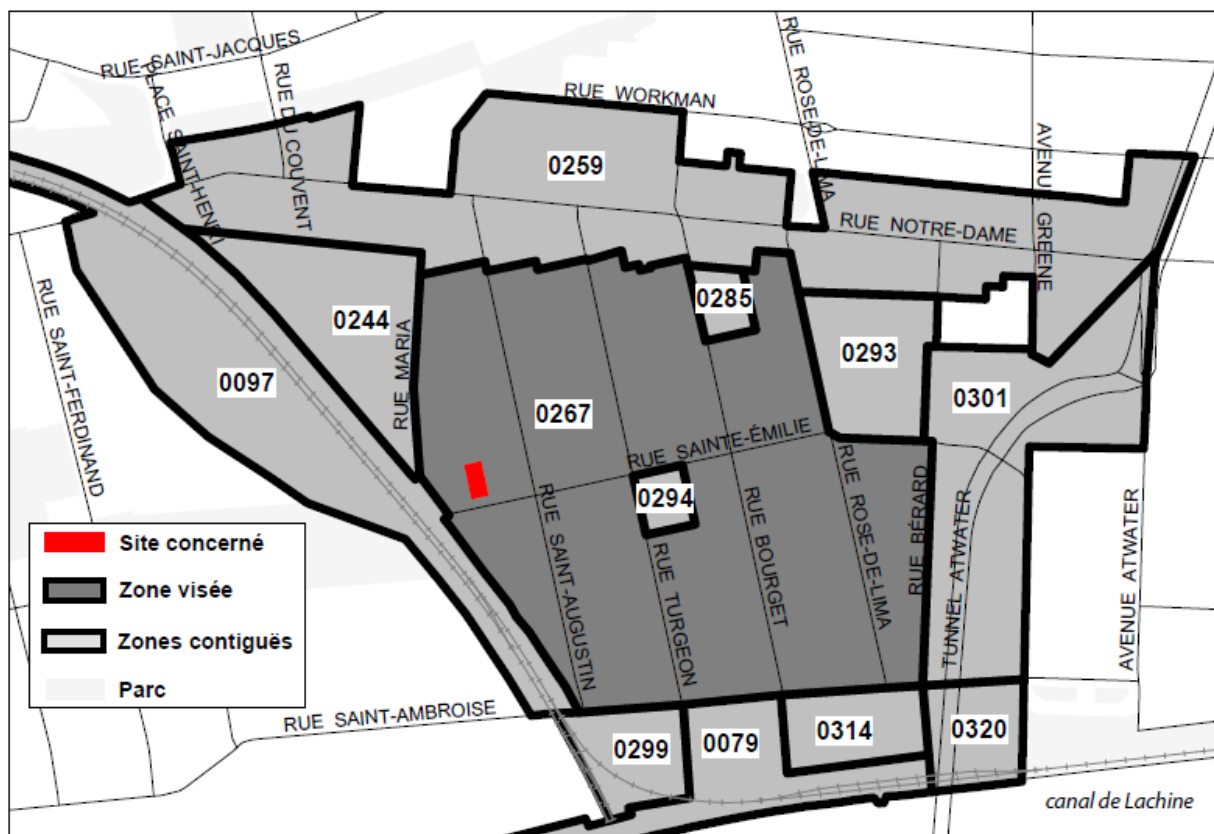 RUE SAINT-JACQUES
PLACE SAINT-HENRI
RUE DU COUVENT
RUE WORKMAN
RUE ROSE-DE-LIMA
AVENUE GREENE
0259
RUE NOTRE-DAME
0285
0244
0293
0097
RUE MARIA
0267
0301
RUE SAINT-FERDINAND
RUE SAINTE-ÉMILIE
0294
RUE SAINT-AUGUSTIN
RUE TURGEON
RUE BOURGET
RUE ROSE-DE-LIMA
RUE BÉRARD
TUNNEL ATWATER
AVENUE ATWATER
Site concerné
Zone visée
Zones contiguës
Parc
RUE SAINT-AMBROISE
0299
0079
0314
0320
canal de Lachine